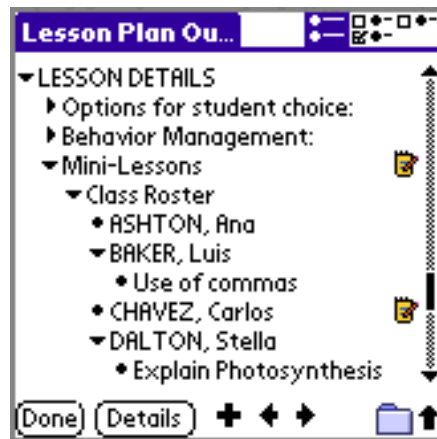 Lesson Plan Ou...
LESSON DETAILS
Options for student choice:
Behavior Management:
Mini-Lessons
Class Roster
ASHTON, Ana
BAKER, Luis
Use of commas
CHAVEZ, Carlos
DALTON, Stella
Explain Photosynthesis
Done Details